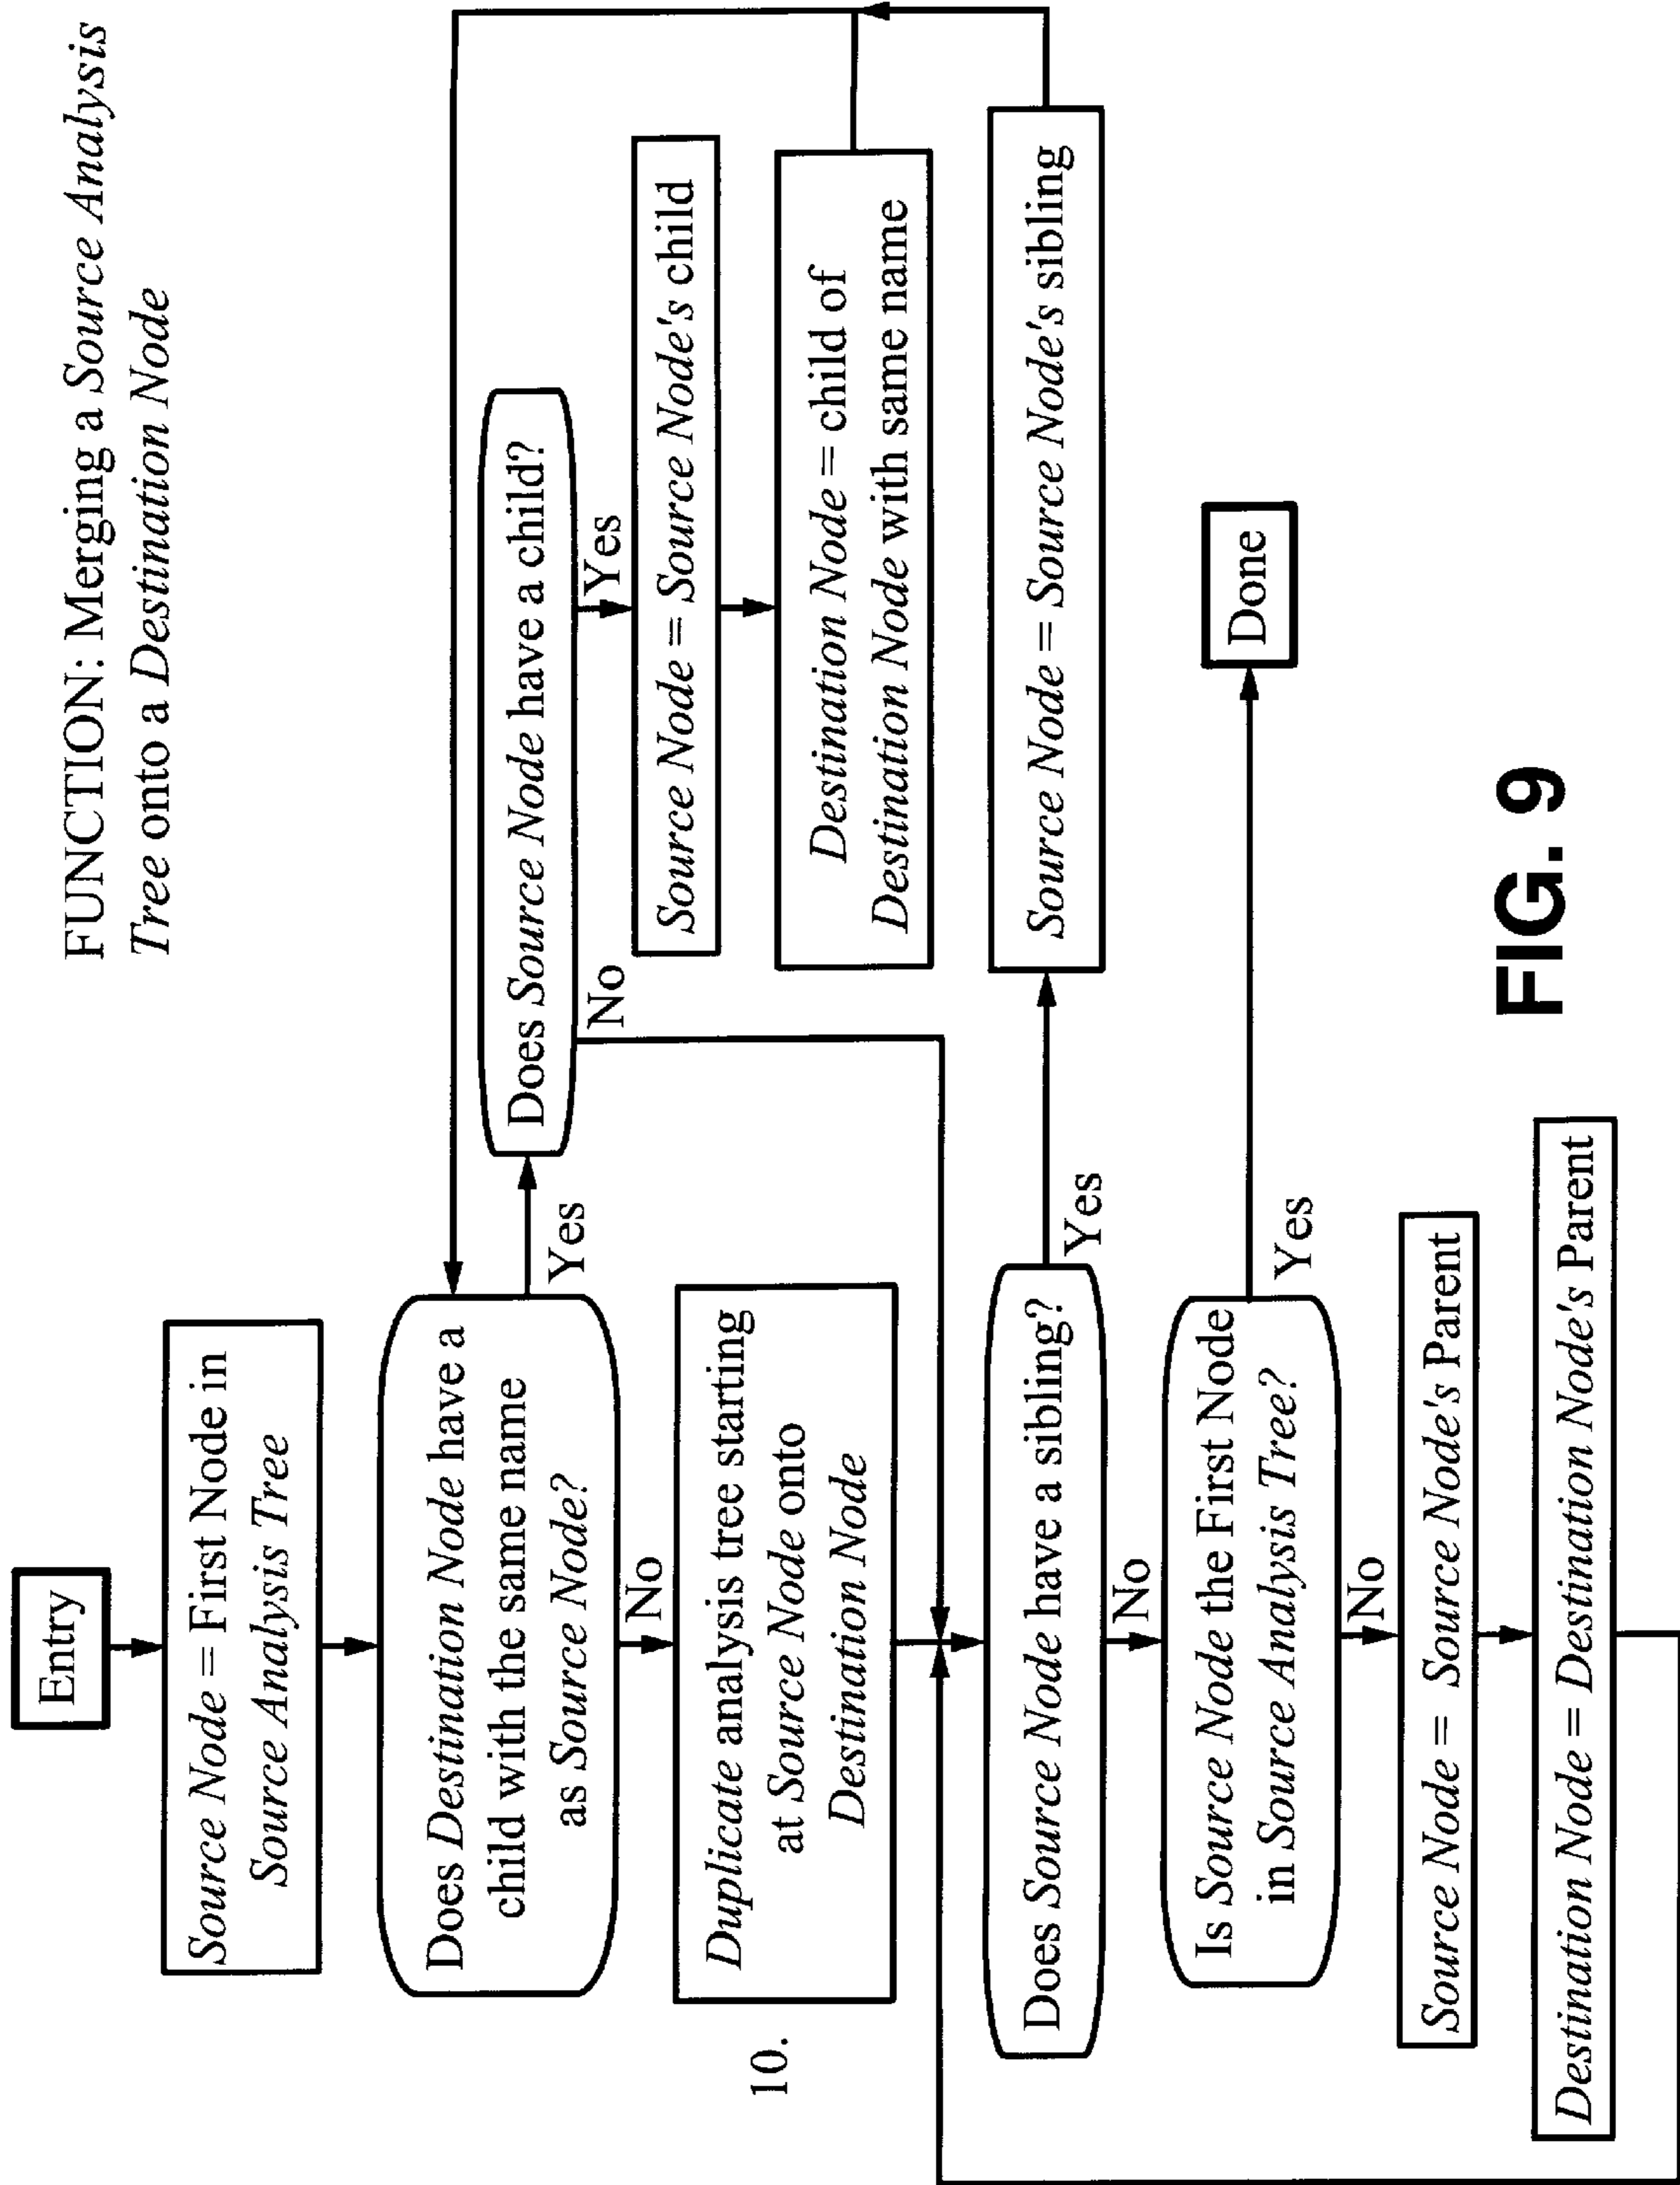 FUNCTION: Merging a Source Analysis
Tree onto a Destination Node
Entry
Source Node = First Node in
Source Analysis Tree
Does Destination Node have a
child with the same name
as Source Node?
Yes
No
Does Source Node have a child?
Yes
No
Source Node = Source Node's child
Destination Node = child of
Destination Node with same name
10.
Duplicate analysis tree starting
at Source Node onto
Destination Node
Does Source Node have a sibling?
Yes
No
Source Node = Source Node's sibling
Is Source Node the First Node
in Source Analysis Tree?
Yes
No
Done
Source Node = Source Node's Parent
Destination Node = Destination Node's Parent
FIG. 9